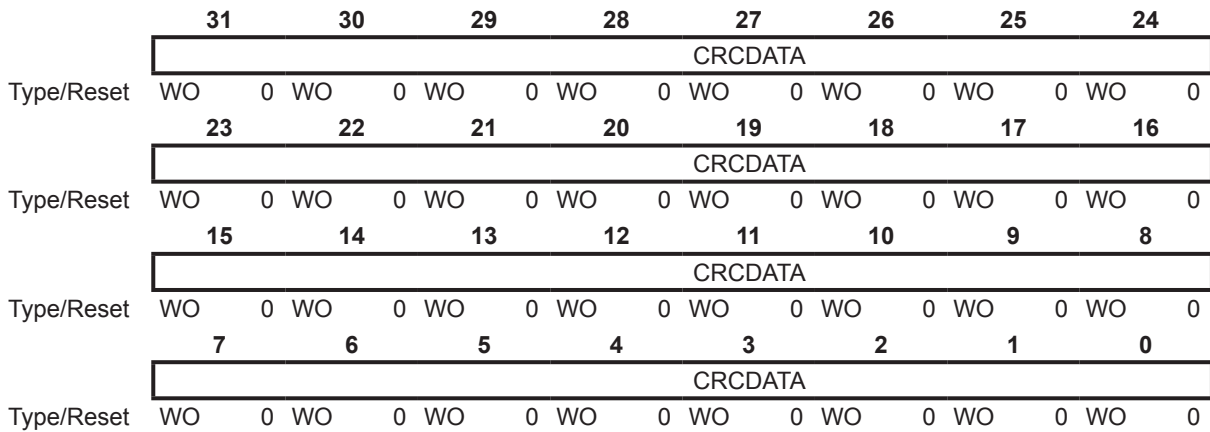 31 30 29 28 27 26 25 24
CRCDATA
Type/Reset WO 0 WO 0 WO 0 WO 0 WO 0 WO 0 WO 0 WO 0
23 22 21 20 19 18 17 16
CRCDATA
Type/Reset WO 0 WO 0 WO 0 WO 0 WO 0 WO 0 WO 0 WO 0
15 14 13 12 11 10 9 8
CRCDATA
Type/Reset WO 0 WO 0 WO 0 WO 0 WO 0 WO 0 WO 0 WO 0
7 6 5 4 3 2 1 0
CRCDATA
Type/Reset WO 0 WO 0 WO 0 WO 0 WO 0 WO 0 WO 0 WO 0